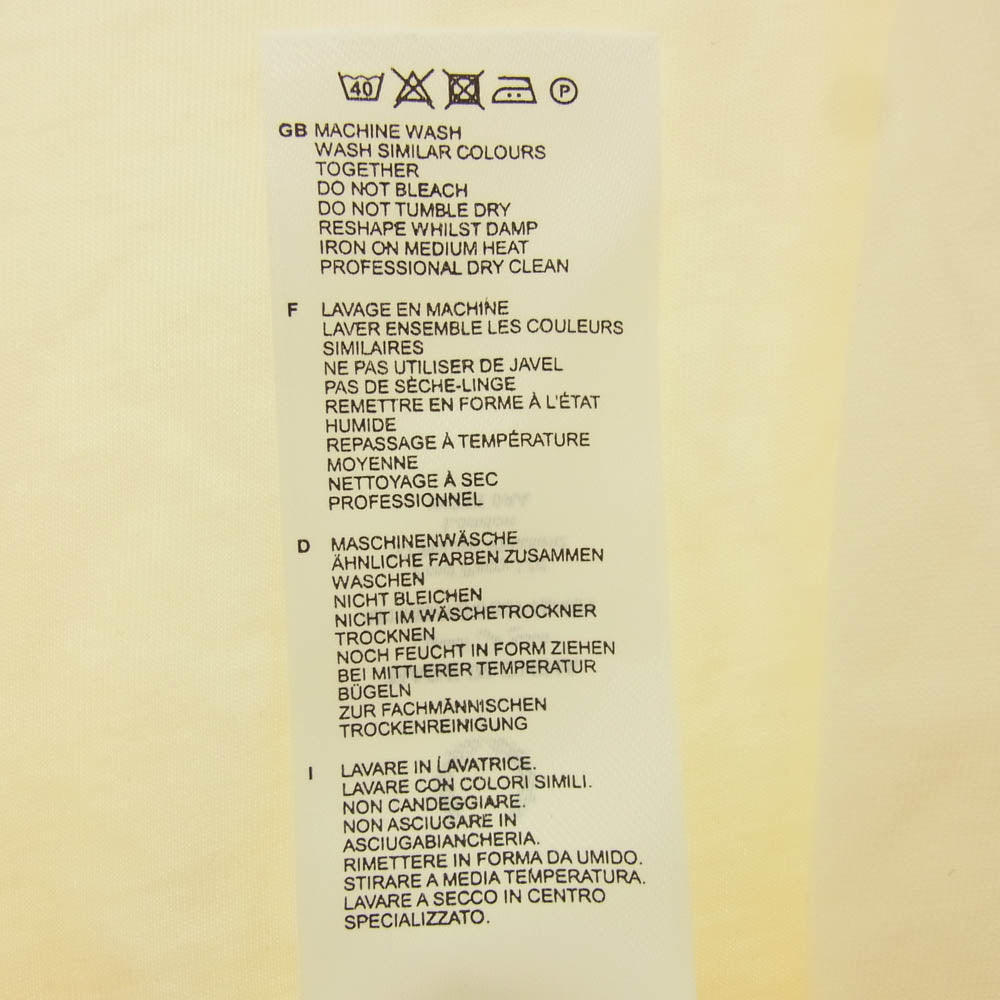 40 P
GB MACHINE WASH
WASH SIMILAR COLOURS
TOGETHER
DO NOT BLEACH
DO NOT TUMBLE DRY
RESHAPE WHILST DAMP
IRON ON MEDIUM HEAT
PROFESSIONAL DRY CLEAN
F LAVAGE EN MACHINE
LAVER ENSEMBLE LES COULEURS
SIMILAIRES
NE PAS UTILISER DE JAVEL
PAS DE SÈCHE-LINGE
REMETTRE EN FORME À L'ÉTAT
HUMIDE
REPASSAGE À TEMPÉRATURE
MOYENNE
NETTOYAGE À SEC
PROFESSIONNEL
D MASCHINENWÄSCHE
ÄHNLICHE FARBEN ZUSAMMEN
WASCHEN
NICHT BLEICHEN
NICHT IM WÄSCHETROCKNER
TROCKNEN
NOCH FEUCHT IN FORM ZIEHEN
BEI MITTLERER TEMPERATUR
BÜGELN
ZUR FACHMÄNNISCHEN
TROCKENREINIGUNG
I LAVARE IN LAVATRICE.
LAVARE CON COLORI SIMILI.
NON CANDEGGIARE.
NON ASCIUGARE IN
ASCIUGABIANCHERIA.
RIMETTERE IN FORMA DA UMIDO.
STIRARE A MEDIA TEMPERATURA.
LAVARE A SECCO IN CENTRO
SPECIALIZZATO.